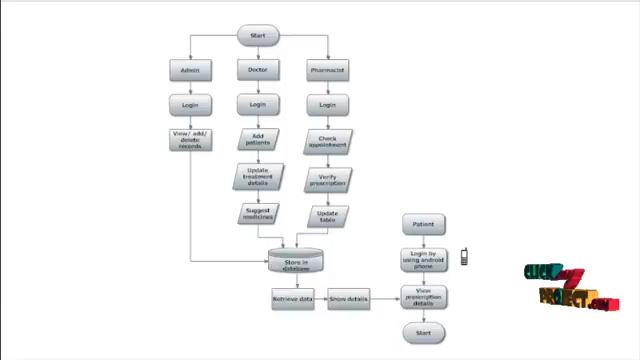 Start
Admin
Doctor
Pharmacist
Login
Login
Login
View/ add/
delete
records
Add
patients
Check
appointment
Update
treatment
details
Verify
prescription
Suggest
medicines
Update
table
Store in
database
Retrieve data
Show details
Patient
Login by
using android
phone
View
prescription
details
Start
CLICK
MY
PROJECT.COM